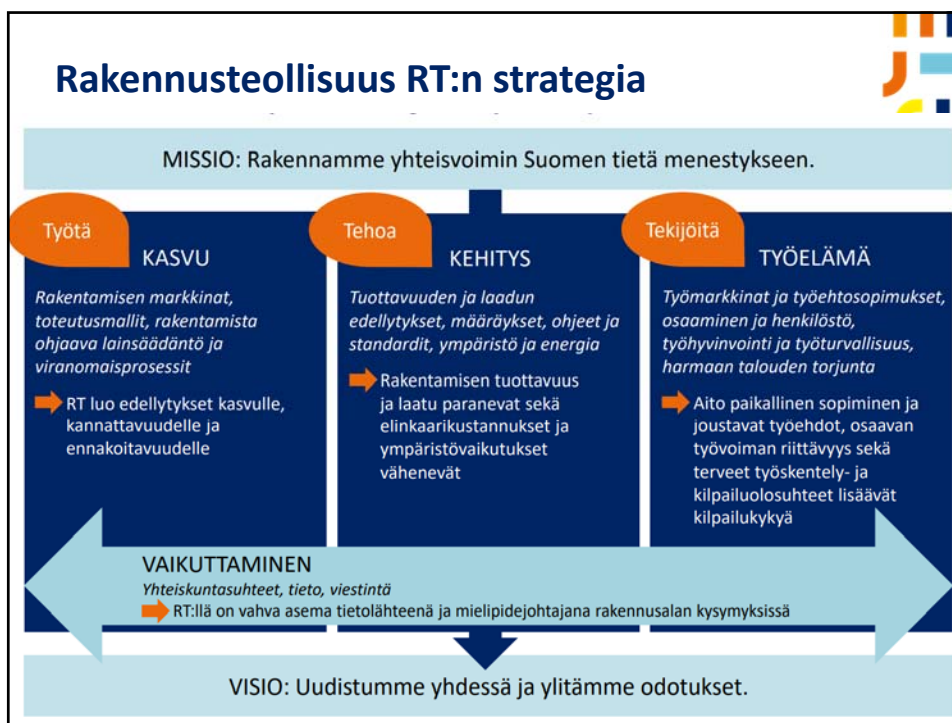 Rakennusteollisuus RT:n strategia
MISSIO: Rakennamme yhteisvoimin Suomen tietä menestykseen.
Työtä
KASVU
Rakentamisen markkinat,
toteutusmallit, rakentamista
ohjaava lainsäädäntö ja
viranomaisprosessit
RT luo edellytykset kasvulle,
kannattavuudelle ja
ennakoitavuudelle
Tehoa
KEHITYS
Tuottavuuden ja laadun
edellytykset, määräykset, ohjeet ja
standardit, ympäristö ja energia
Rakentamisen tuottavuus
ja laatu paranevat sekä
elinkaarikustannukset ja
ympäristövaikutukset
vähenevät
Tekijöitä
TYÖELÄMÄ
Työmarkkinat ja työehtosopimukset,
osaaminen ja henkilöstö,
työhyvinvointi ja työturvallisuus,
harmaan talouden torjunta
Aito paikallinen sopiminen ja
joustavat työehdot, osaavan
työvoiman riittävyys sekä
terveet työskentely- ja
kilpailuolosuhteet lisäävät
kilpailukykyä
VAIKUTTAMINEN
Yhteiskuntasuhteet, tieto, viestintä
RT:llä on vahva asema tietolähteenä ja mielipidejohtajana rakennusalan kysymyksissä
VISIO: Uudistumme yhdessä ja ylitämme odotukset.